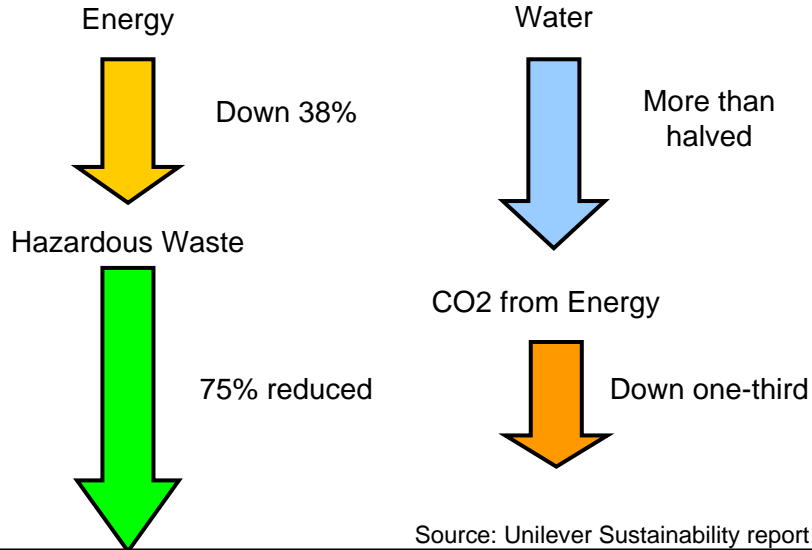 Energy
Down 38%
Water
More than
halved
Hazardous Waste
75% reduced
CO2 from Energy
Down one-third
Source: Unilever Sustainability report